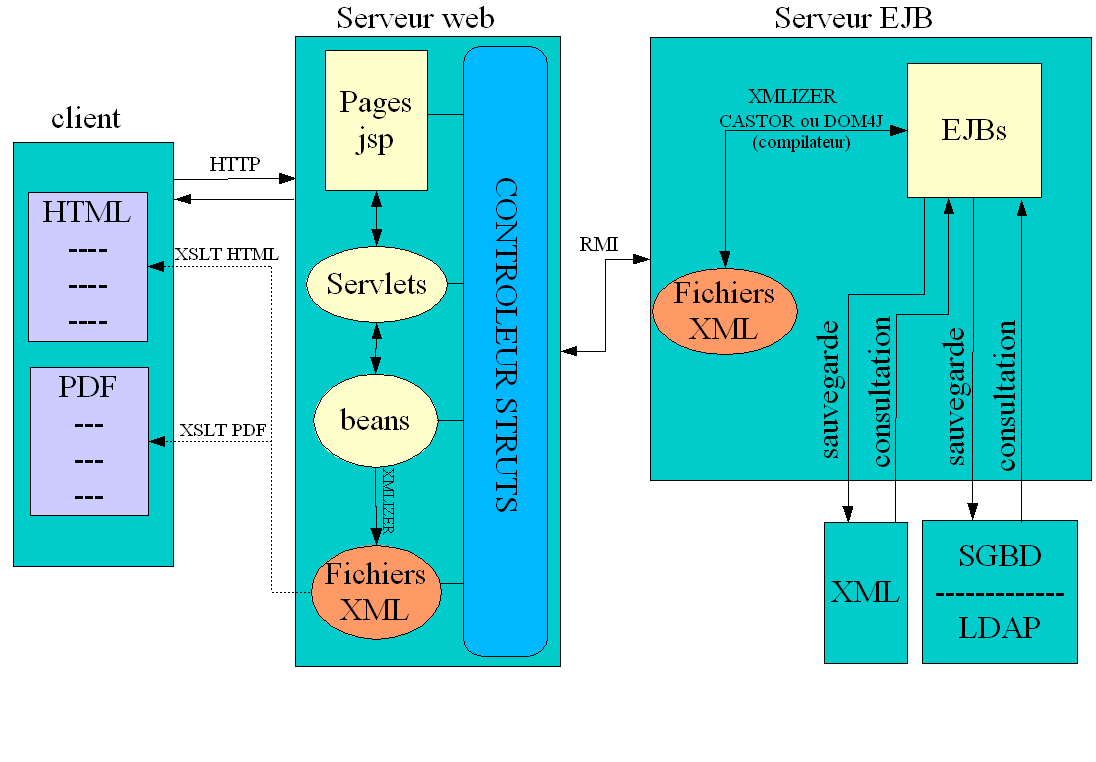 Serveur web
Serveur EJB
client
HTTP
HTML
----
----
----
XSLT HTML
PDF
---
---
---
XSLT PDF
Pages
jsp
Servlets
beans
XMLIZER
Fichiers
XML
CONTROLEUR STRUTS
RMI
XMLIZER
CASTOR ou DOM4J
(compilateur)
EJBs
Fichiers
XML
sauvegarde
consultation
sauvegarde
consultation
XML
SGBD
-------------
LDAP